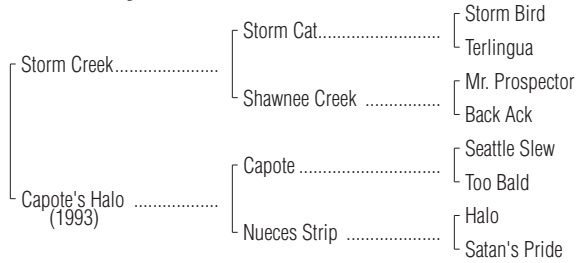 Storm Bird
Storm Cat....................
Terlingua
Storm Creek.....................
Mr. Prospector
Shawnee Creek ...............
Back Ack
Seattle Slew
Capote .............................
Too Bald
Capote's Halo .................
(1993)
Halo
Nueces Strip ...................
Satan's Pride